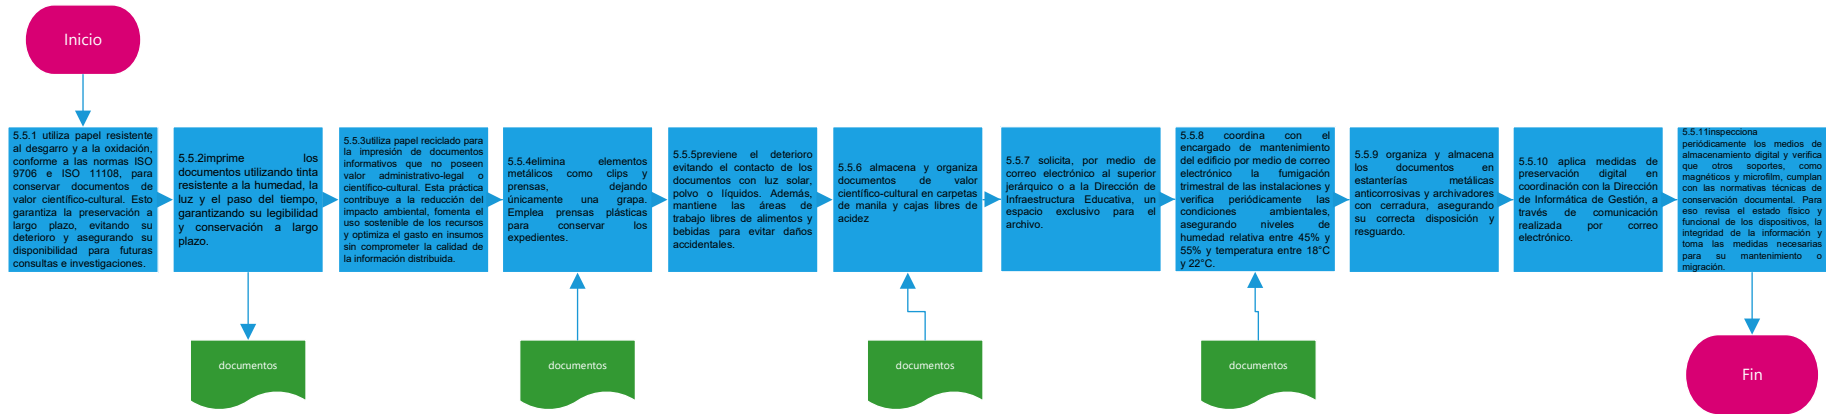 Inicio
5.5.1 utiliza papel resistente
al desgarro y a la oxidación,
conforme a las normas ISO
9706 e ISO 11108, para
conservar documentos de
valor científico-cultural. Esto
garantiza la preservación a
largo plazo, evitando su
deterioro y asegurando su
disponibilidad para futuras
consultas e investigaciones.
5.5.2imprime los
documentos utilizando tinta
resistente a la humedad, la
luz y el paso del tiempo,
garantizando su legibilidad
y conservación a largo
plazo.
5.5.3utiliza papel reciclado para
la impresión de documentos
informativos que no poseen
valor administrativo-legal o
científico-cultural. Esta práctica
contribuye a la reducción del
impacto ambiental, fomenta el
uso sostenible de los recursos
y optimiza el gasto en insumos
sin comprometer la calidad de
la información distribuida.
5.5.4elimina elementos
metálicos como clips y
prensas, dejando
únicamente una grapa.
Emplea prensas plásticas
para conservar los
expedientes.
5.5.5previene el deterioro
evitando el contacto de los
documentos con luz solar,
polvo o líquidos. Además,
mantiene las áreas de
trabajo libres de alimentos y
bebidas para evitar daños
accidentales.
5.5.6 almacena y organiza
documentos de valor
científico-cultural en carpetas
de manila y cajas libres de
acidez
5.5.7 solicita, por medio de
correo electrónico al superior
jerárquico o a la Dirección de
Infraestructura Educativa, un
espacio exclusivo para el
archivo.
5.5.8 coordina con el
encargado de mantenimiento
del edificio por medio de correo
electrónico la fumigación
trimestral de las instalaciones y
verifica periódicamente las
condiciones ambientales,
asegurando niveles de
humedad relativa entre 45% y
55% y temperatura entre 18°C
y 22°C.
5.5.9 organiza y almacena
los documentos en
estanterías metálicas
anticorrosivas y archivadores
con cerradura, asegurando
su correcta disposición y
resguardo.
5.5.10 aplica medidas de
preservación digital en
coordinación con la Dirección
de Informática de Gestión, a
través de comunicación
realizada por correo
electrónico.
5.5.11inspecciona
periódicamente los medios de
almacenamiento digital y verifica
que otros soportes, como
magnéticos y microfilm, cumplan
con las normativas técnicas de
conservación documental. Para
eso revisa el estado físico y
funcional de los dispositivos, la
integridad de la información y
toma las medidas necesarias
para su mantenimiento o
migración.
documentos
documentos
documentos
documentos
Fin